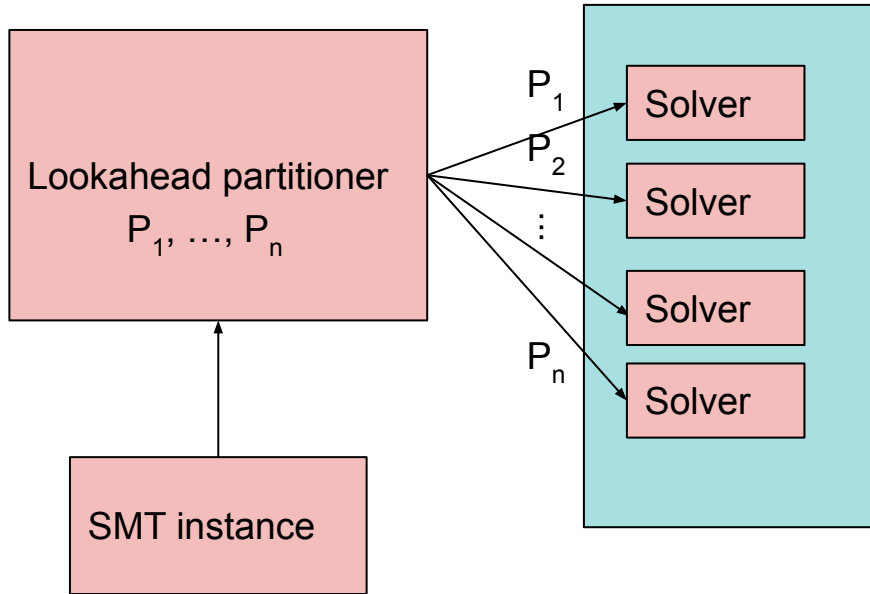 Lookahead partitioner
P₁, …, Pₙ
SMT instance
P₁
P₂
⋮
Pₙ
Solver
Solver
Solver
Solver